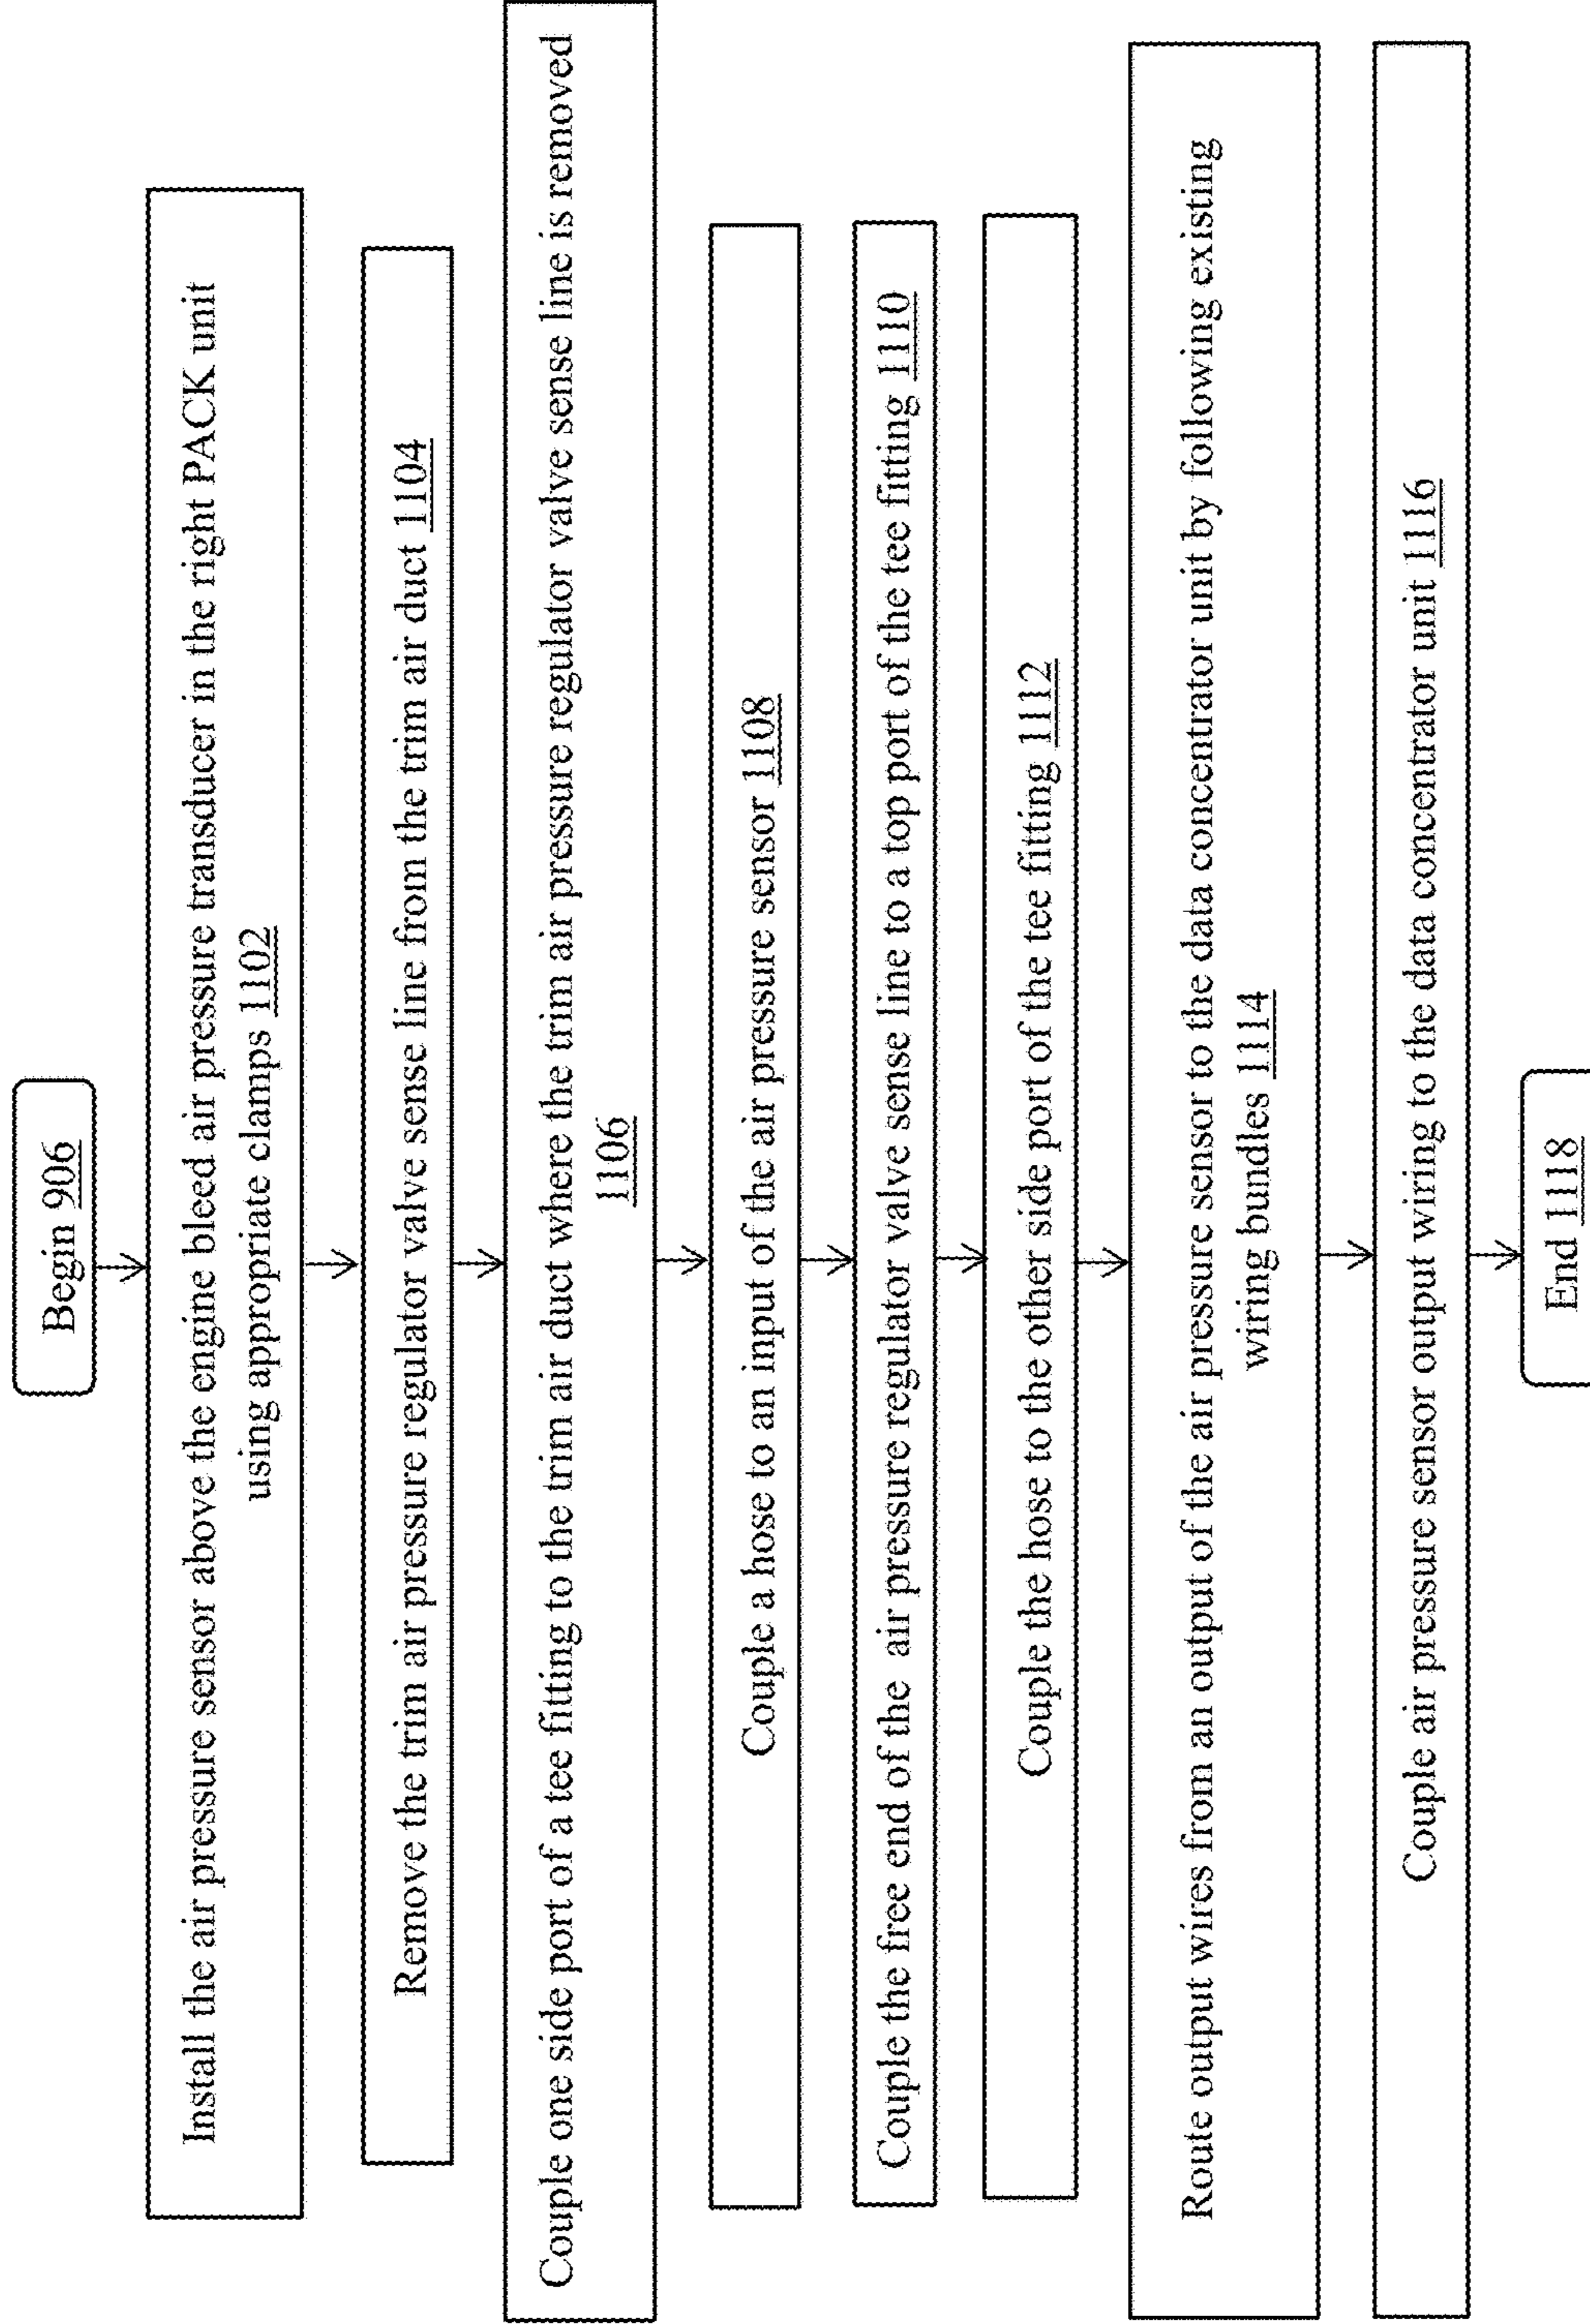 Begin 906
Install the air pressure sensor above the engine bleed air pressure transducer in the right PACK unit
using appropriate clamps 1102
Remove the trim air pressure regulator valve sense line from the trim air duct 1104
Couple one side port of a tee fitting to the trim air duct where the trim air pressure regulator valve sense line is removed
1106
Couple a hose to an input of the air pressure sensor 1108
Couple the free end of the air pressure regulator valve sense line to a top port of the tee fitting 1110
Couple the hose to the other side port of the tee fitting 1112
Route output wires from an output of the air pressure sensor to the data concentrator unit by following existing
wiring bundles 1114
Couple air pressure sensor output wiring to the data concentrator unit 1116
End 1118